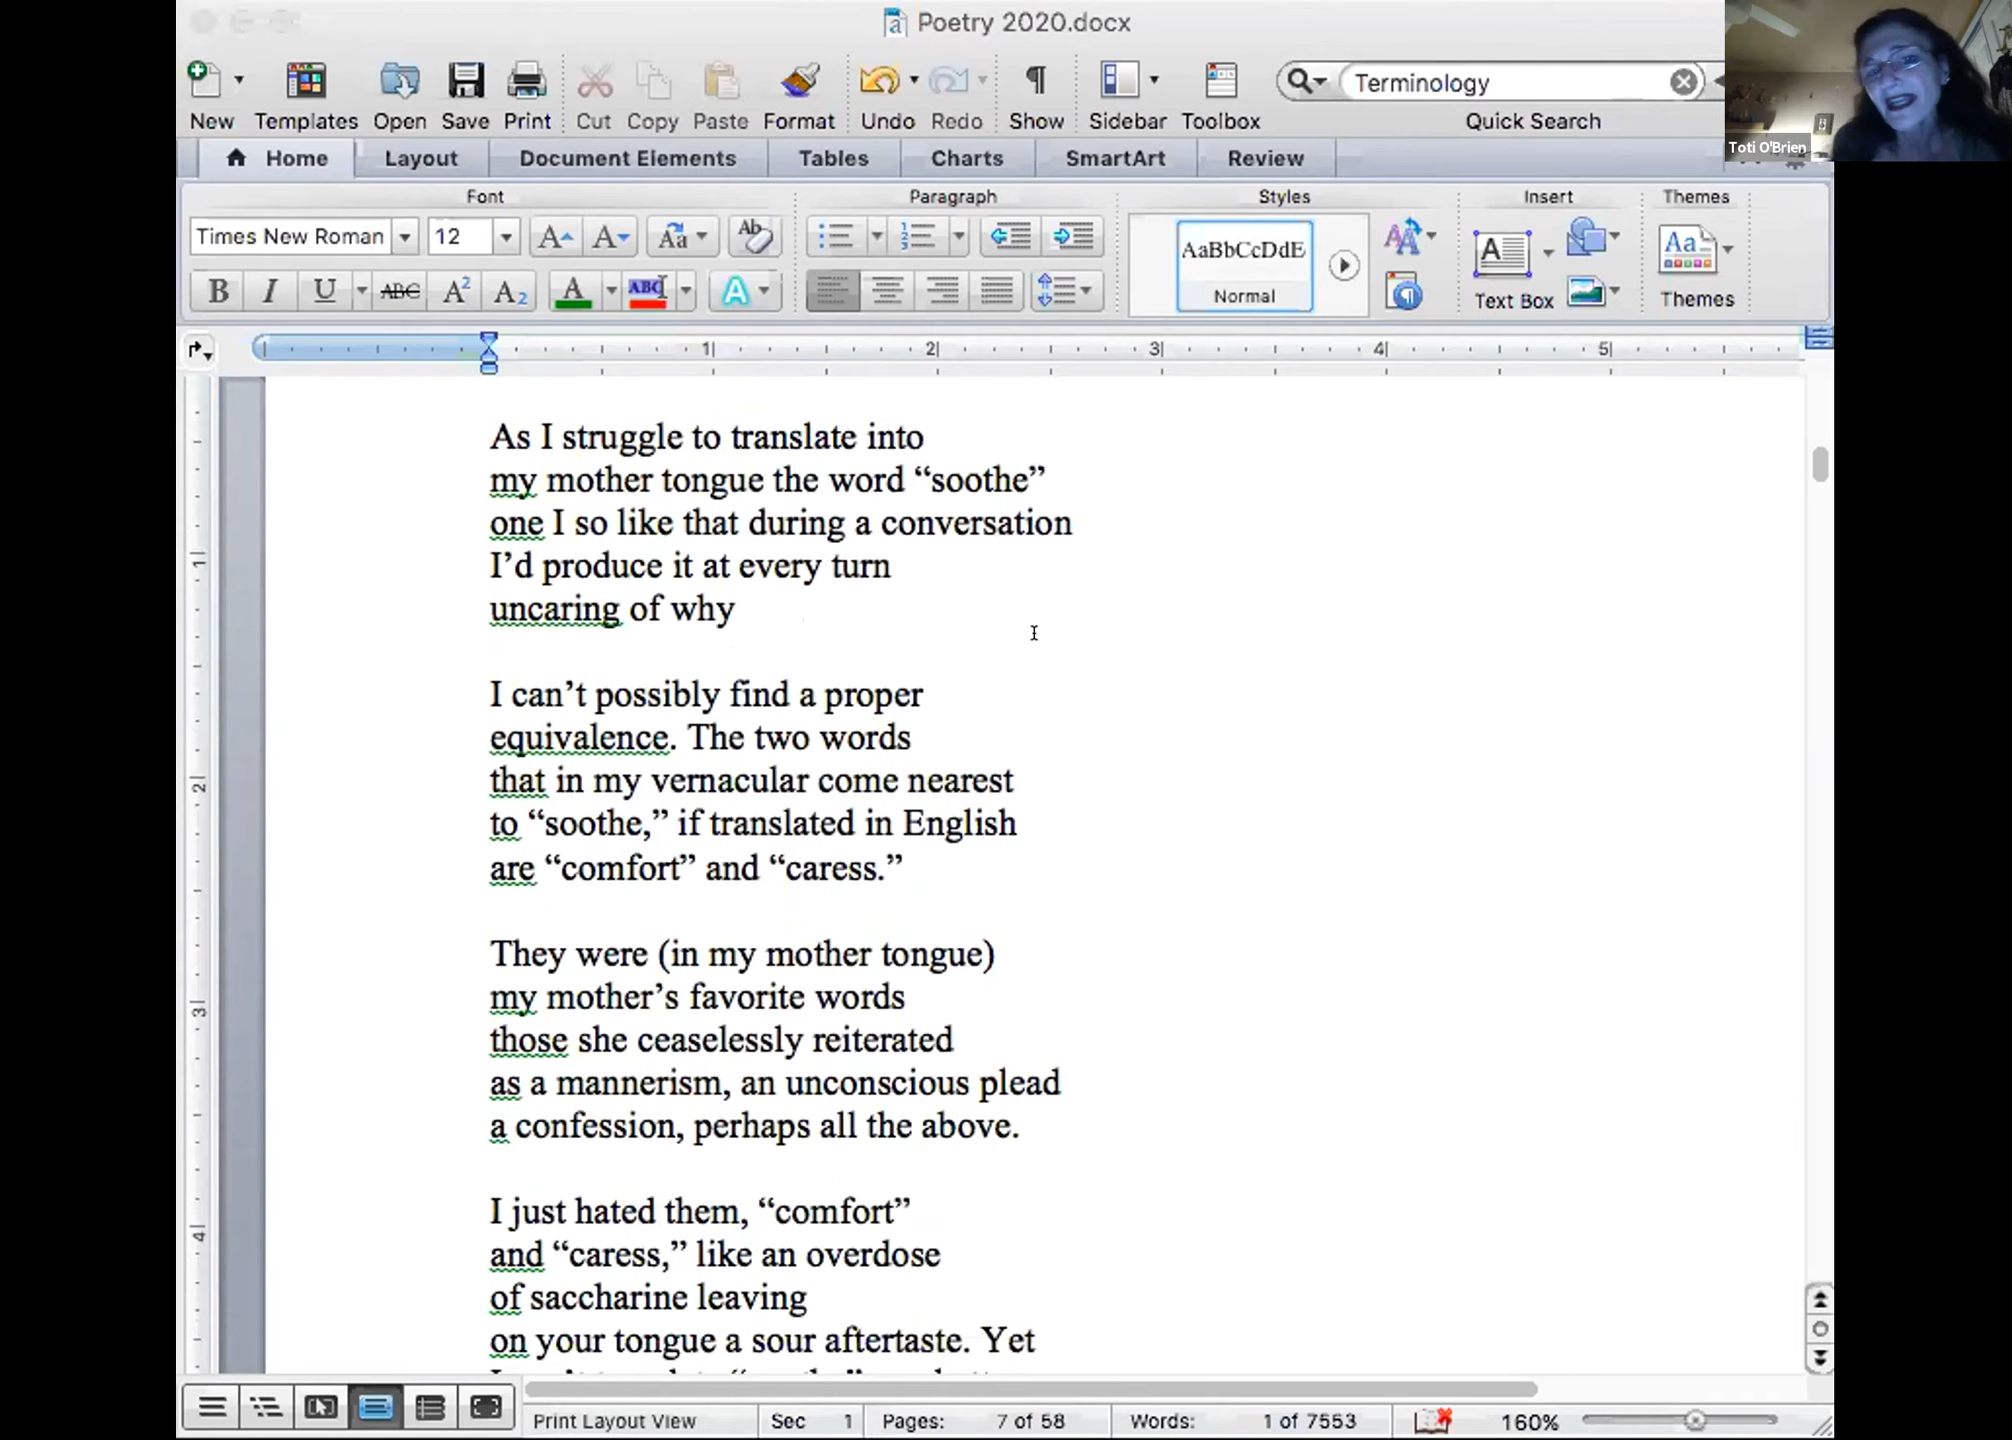 Poetry 2020.docx
New Templates Open Save Print Cut Copy Paste Format Undo Redo Show Sidebar Toolbox
Terminology
Quick Search
Toti O'Brien
Home Layout Document Elements Tables Charts SmartArt Review
Font Paragraph Styles Insert Themes
Times New Roman 12
AaBbCcDdE
Normal
Text Box
Themes
As I struggle to translate into
my mother tongue the word “soothe”
one I so like that during a conversation
I’d produce it at every turn
uncaring of why
I can’t possibly find a proper
equivalence. The two words
that in my vernacular come nearest
to “soothe,” if translated in English
are “comfort” and “caress.”
They were (in my mother tongue)
my mother’s favorite words
those she ceaselessly reiterated
as a mannerism, an unconscious plead
a confession, perhaps all the above.
I just hated them, “comfort”
and “caress,” like an overdose
of saccharine leaving
on your tongue a sour aftertaste. Yet
Print Layout View Sec 1 Pages: 7 of 58 Words: 1 of 7553 160%